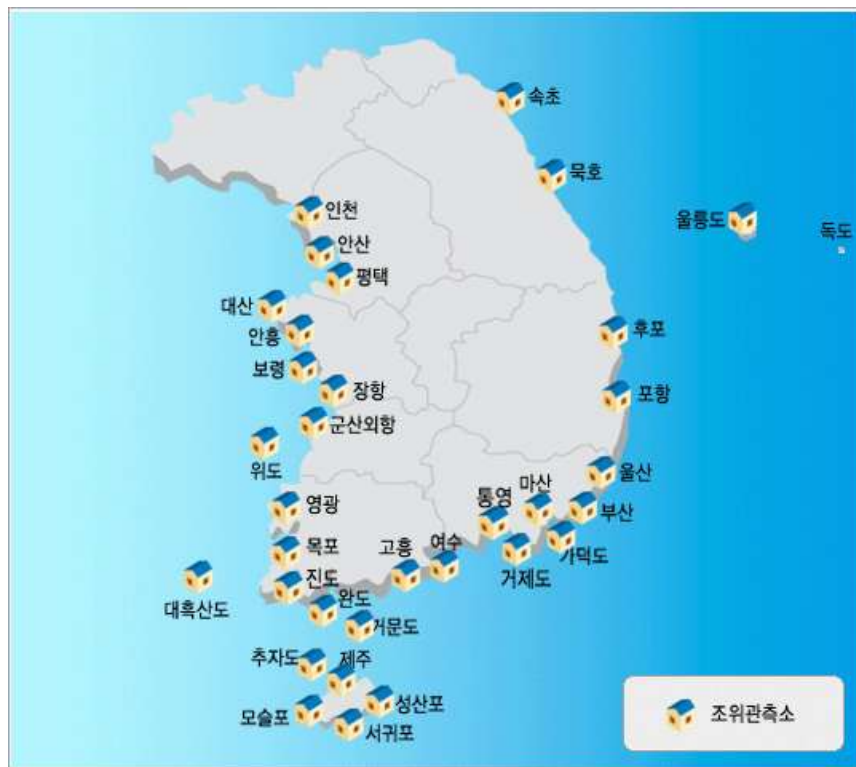 속초
묵호
울릉도
독도
인천
안산
평택
대산
안흥
보령
장항
군산외항
위도
후포
포항
울산
마산
통영
부산
가덕도
거제도
여수
고흥
영광
목포
진도
대흑산도
완도
거문도
추자도
제주
성산포
모슬포
서귀포
조위관측소